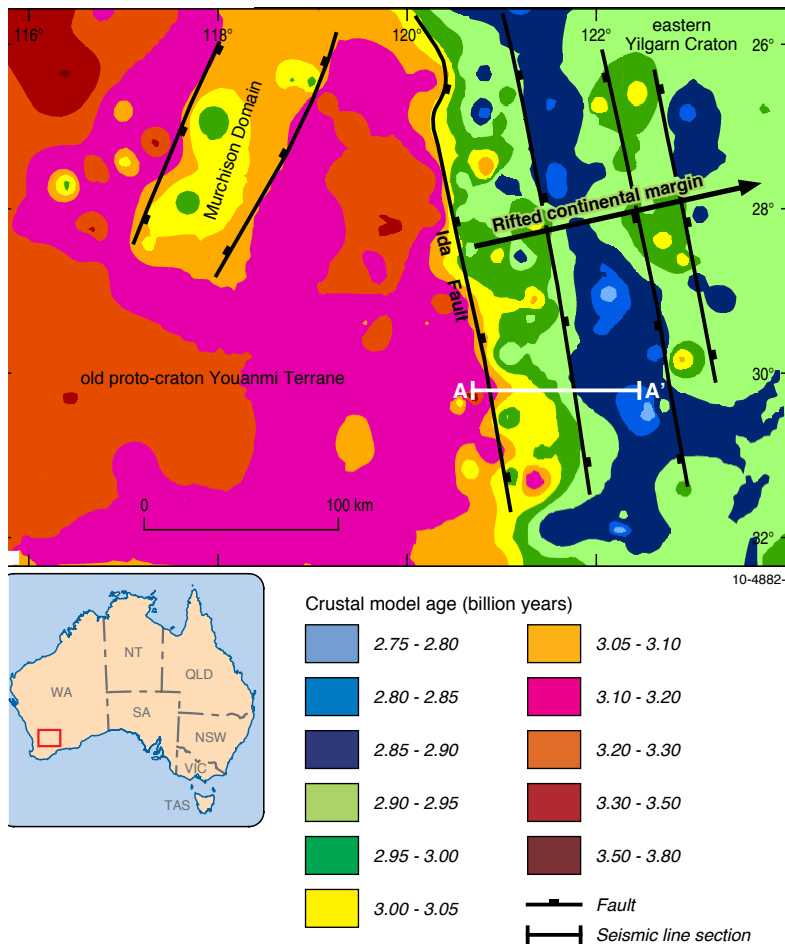 116°
118°
120°
122°
eastern
Yilgarn Craton
26°
Murchison Domain
Rifted continental margin
28°
Ida Fault
old proto-craton Youanmi Terrane
30°
A
A'
0
100 km
116°
118°
120°
122°
32°
10-4882-
WA
NT
QLD
SA
NSW
VIC
TAS
Crustal model age (billion years)
2.75 - 2.80
2.80 - 2.85
2.85 - 2.90
2.90 - 2.95
2.95 - 3.00
3.00 - 3.05
3.05 - 3.10
3.10 - 3.20
3.20 - 3.30
3.30 - 3.50
3.50 - 3.80
Fault
Seismic line section